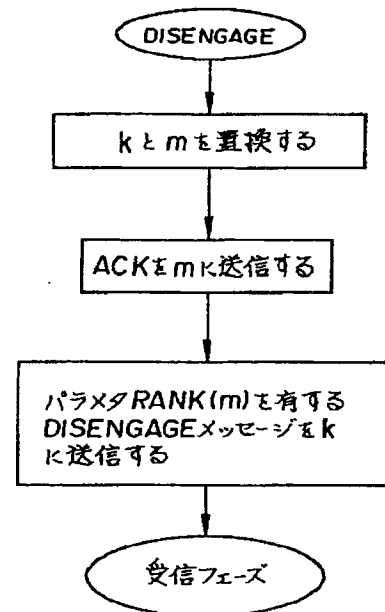 DISENGAGE
kとmを置換する
ACKをmに送信する
パラメタRANK(m)を有する
DISENGAGEメッセージをk
に送信する
受信フェーズ